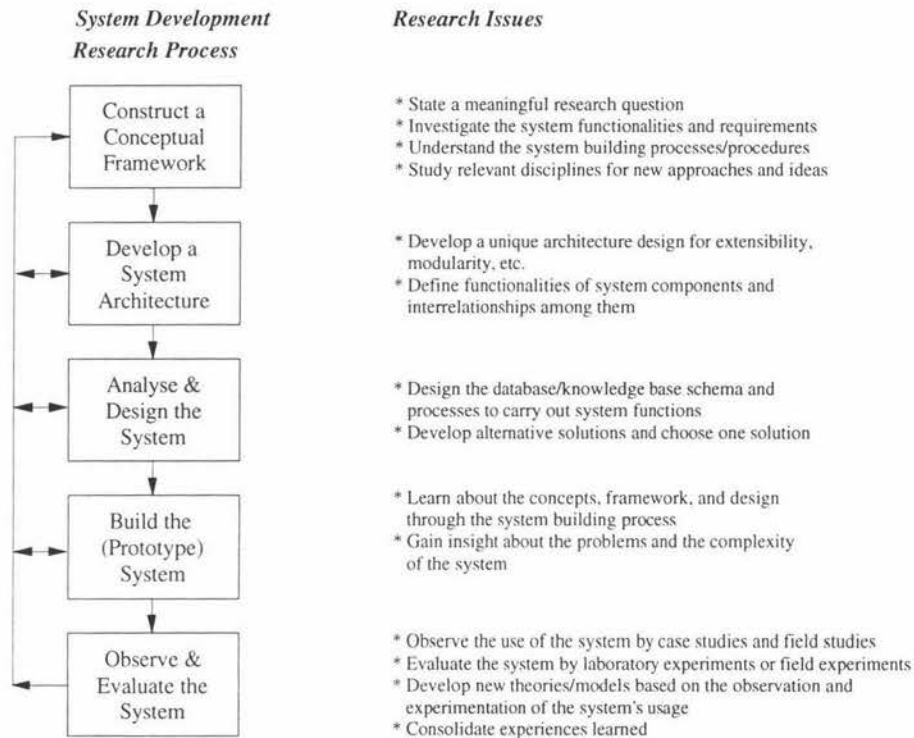 System Development
Research Process
Research Issues
Construct a
Conceptual
Framework
* State a meaningful research question
* Investigate the system functionalities and requirements
* Understand the system building processes/procedures
* Study relevant disciplines for new approaches and ideas
Develop a
System
Architecture
* Develop a unique architecture design for extensibility,
modularity, etc.
* Define functionalities of system components and
interrelationships among them
Analyse &
Design the
System
* Design the database/knowledge base schema and
processes to carry out system functions
* Develop alternative solutions and choose one solution
Build the
(Prototype)
System
* Learn about the concepts, framework, and design
through the system building process
* Gain insight about the problems and the complexity
of the system
Observe &
Evaluate the
System
* Observe the use of the system by case studies and field studies
* Evaluate the system by laboratory experiments or field experiments
* Develop new theories/models based on the observation and
experimentation of the system's usage
* Consolidate experiences learned